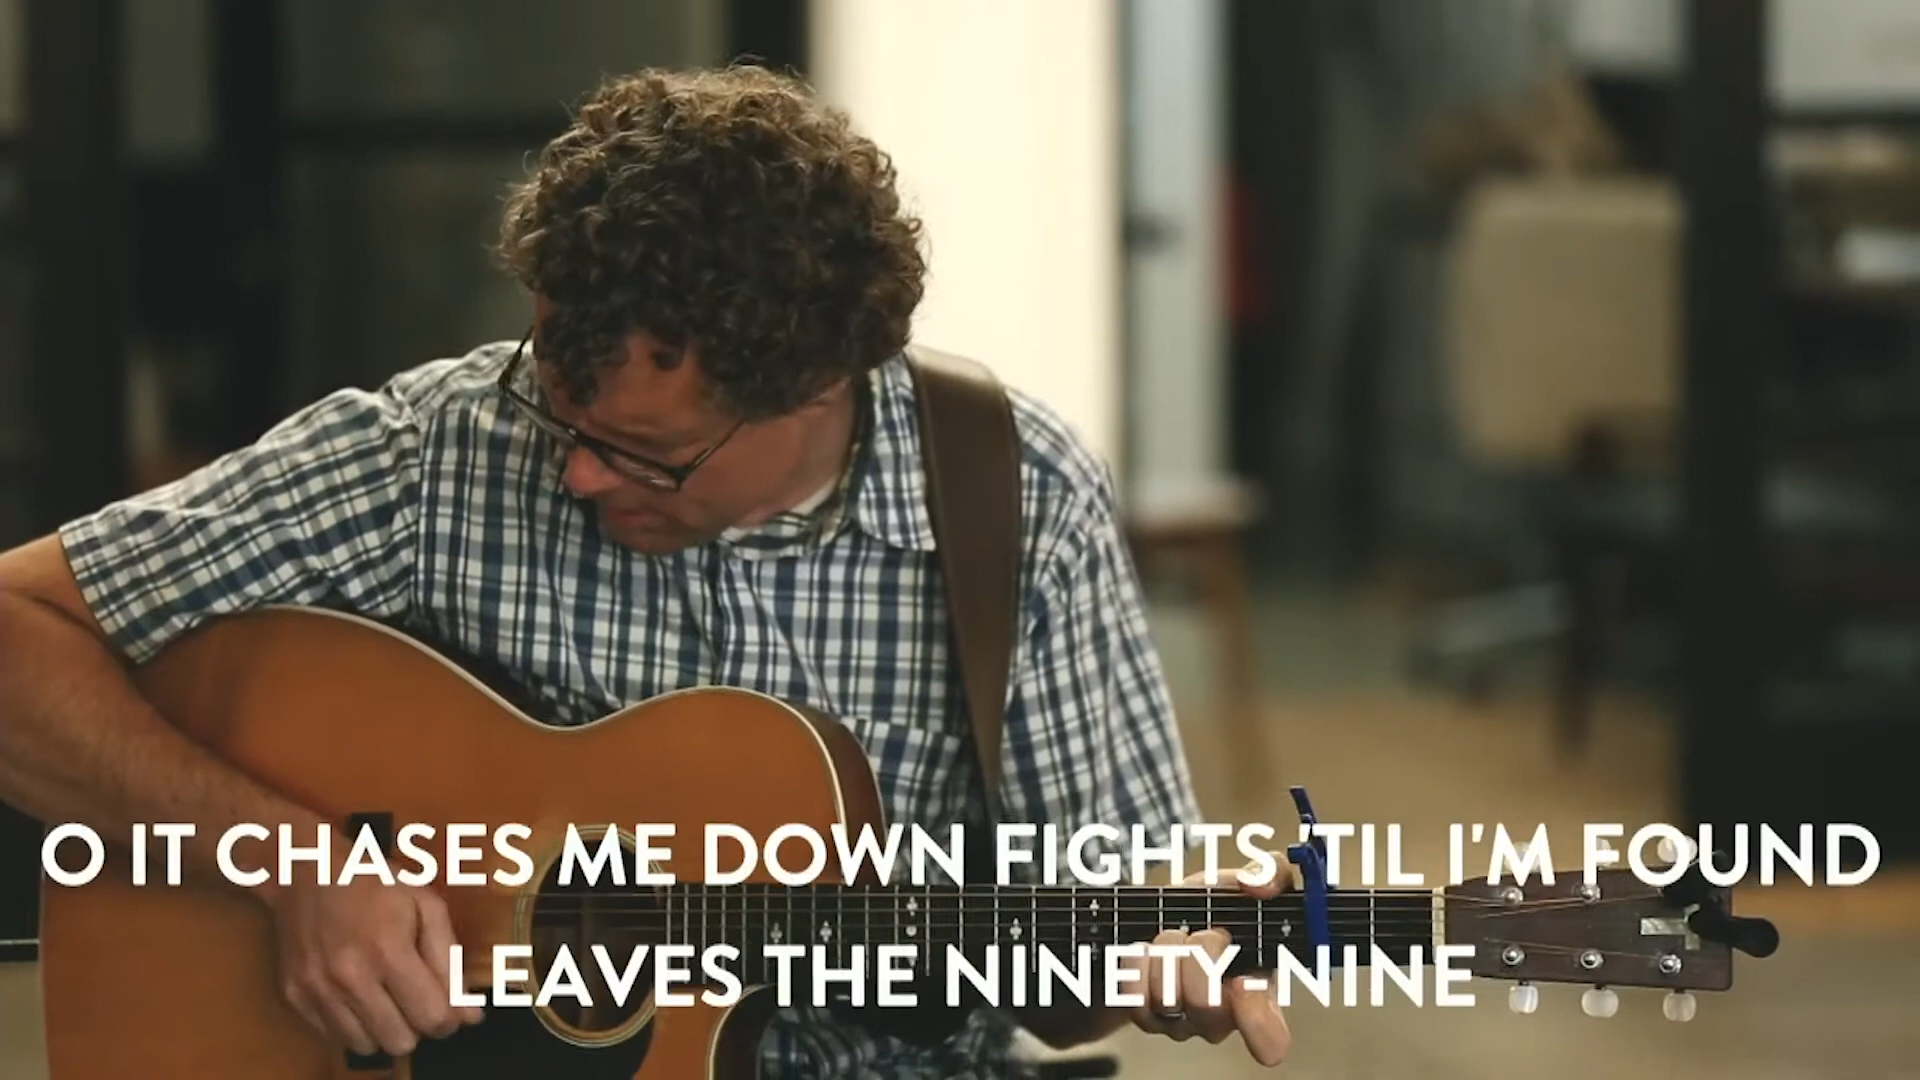 O IT CHASES ME DOWN FIGHTS 'TIL I'M FOUND
LEAVES THE NINETY-NINE